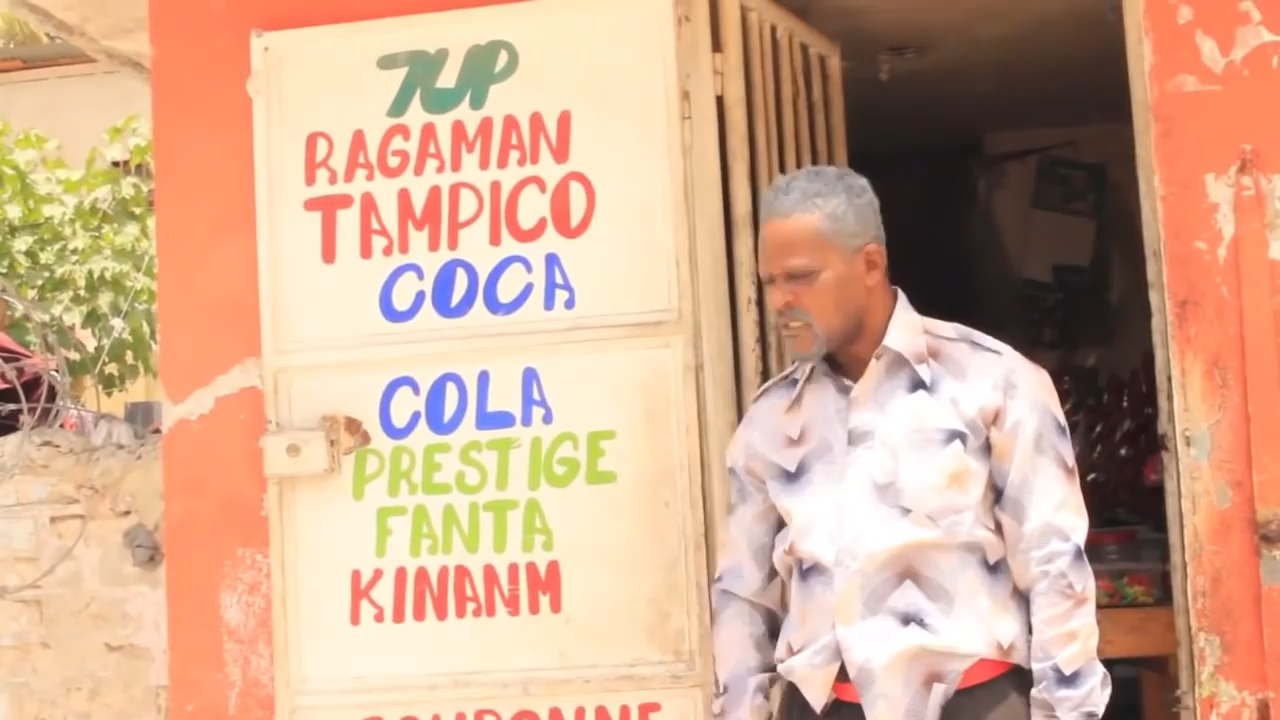 7UP
RAGAMAN
TAMPICO
COCA
COLA
PRESTIGE
FANTA
KINANM